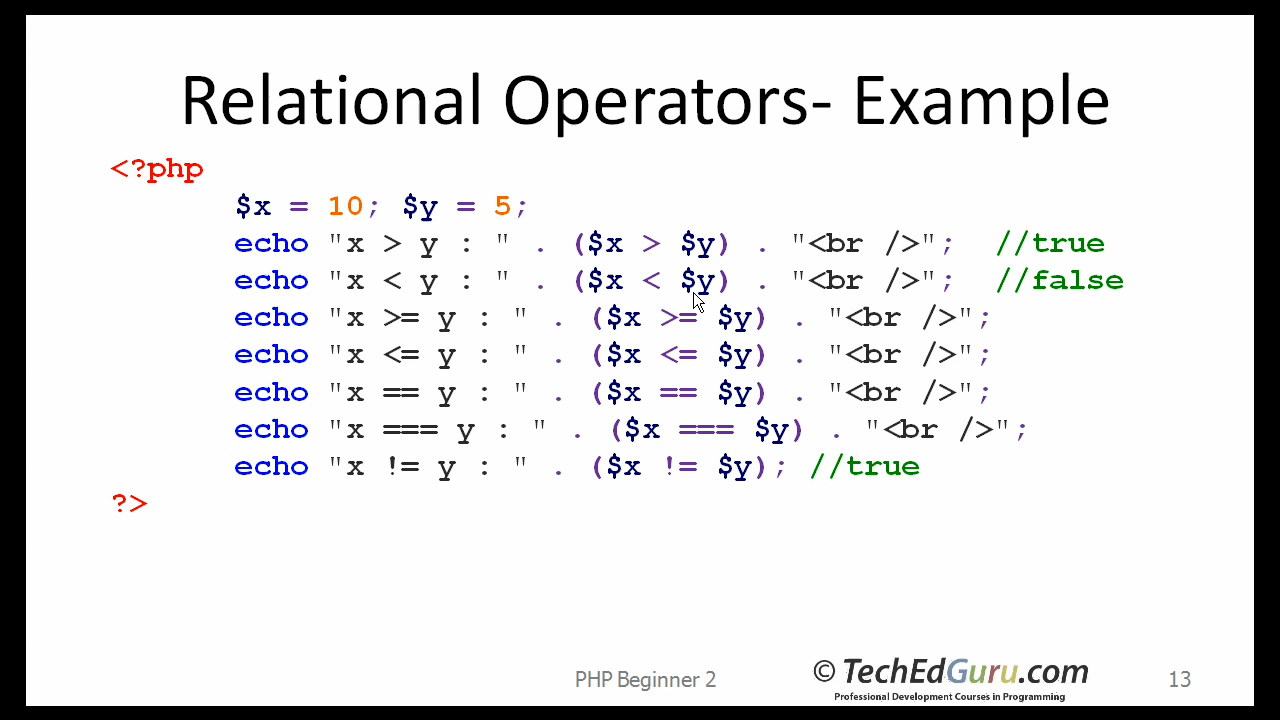 Relational Operators- Example
<?php
$x = 10; $y = 5;
echo "x > y : " . ($x > $y) . "<br />"; //true
echo "x < y : " . ($x < $y) . "<br />"; //false
echo "x >= y : " . ($x >= $y) . "<br />";
echo "x <= y : " . ($x <= $y) . "<br />";
echo "x == y : " . ($x == $y) . "<br />";
echo "x === y : " . ($x === $y) . "<br />";
echo "x != y : " . ($x != $y); //true
?>
PHP Beginner 2
© TechEdGuru.com
Professional Development Courses in Programming
13